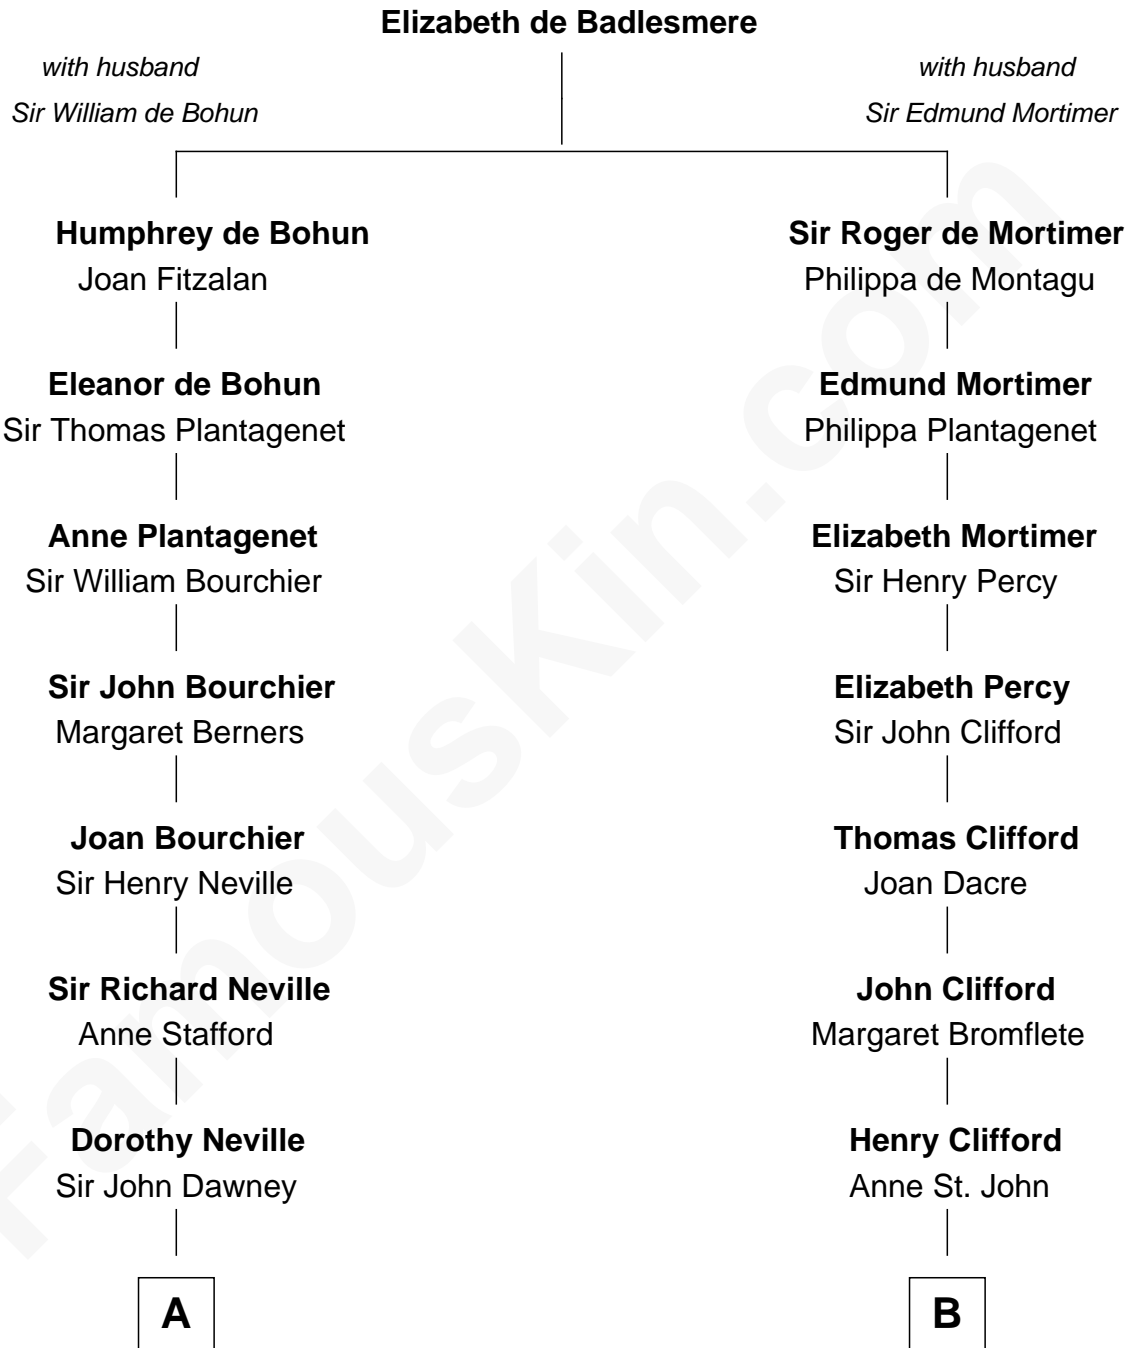 Elizabeth de Badlesmere
with husband
Sir William de Bohun
with husband
Sir Edmund Mortimer
Humphrey de Bohun
Joan Fitzalan
Sir Roger de Mortimer
Philippa de Montagu
Eleanor de Bohun
Sir Thomas Plantagenet
Edmund Mortimer
Philippa Plantagenet
Anne Plantagenet
Sir William Bourchier
Elizabeth Mortimer
Sir Henry Percy
Sir John Bourchier
Margaret Berners
Elizabeth Percy
Sir John Clifford
Joan Bourchier
Sir Henry Neville
Thomas Clifford
Joan Dacre
Sir Richard Neville
Anne Stafford
John Clifford
Margaret Bromflete
Dorothy Neville
Sir John Dawney
Henry Clifford
Anne St. John
A
B
FamousKin.com